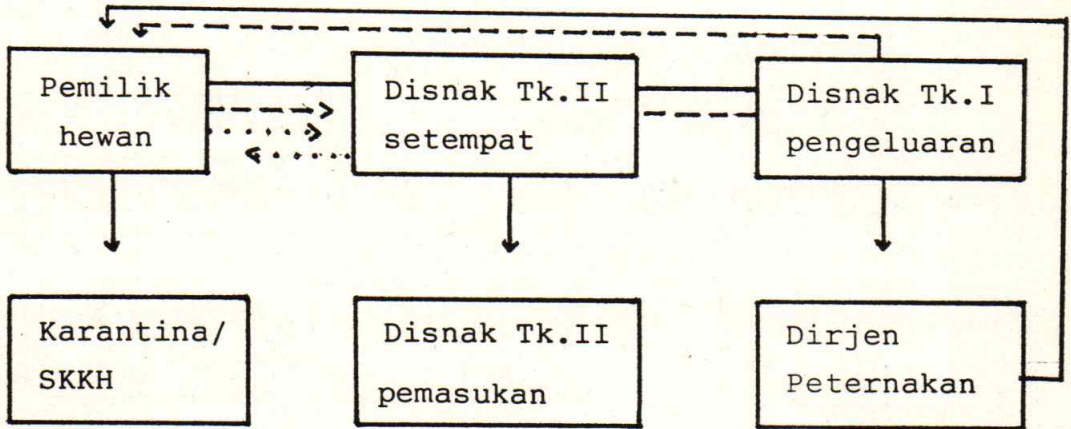 Pemilik
hewan
Disnak Tk.II
setempat
Disnak Tk.I
pengeluaran
Karantina/
SKKH
Disnak Tk.II
pemasukan
Dirjen
Peternakan